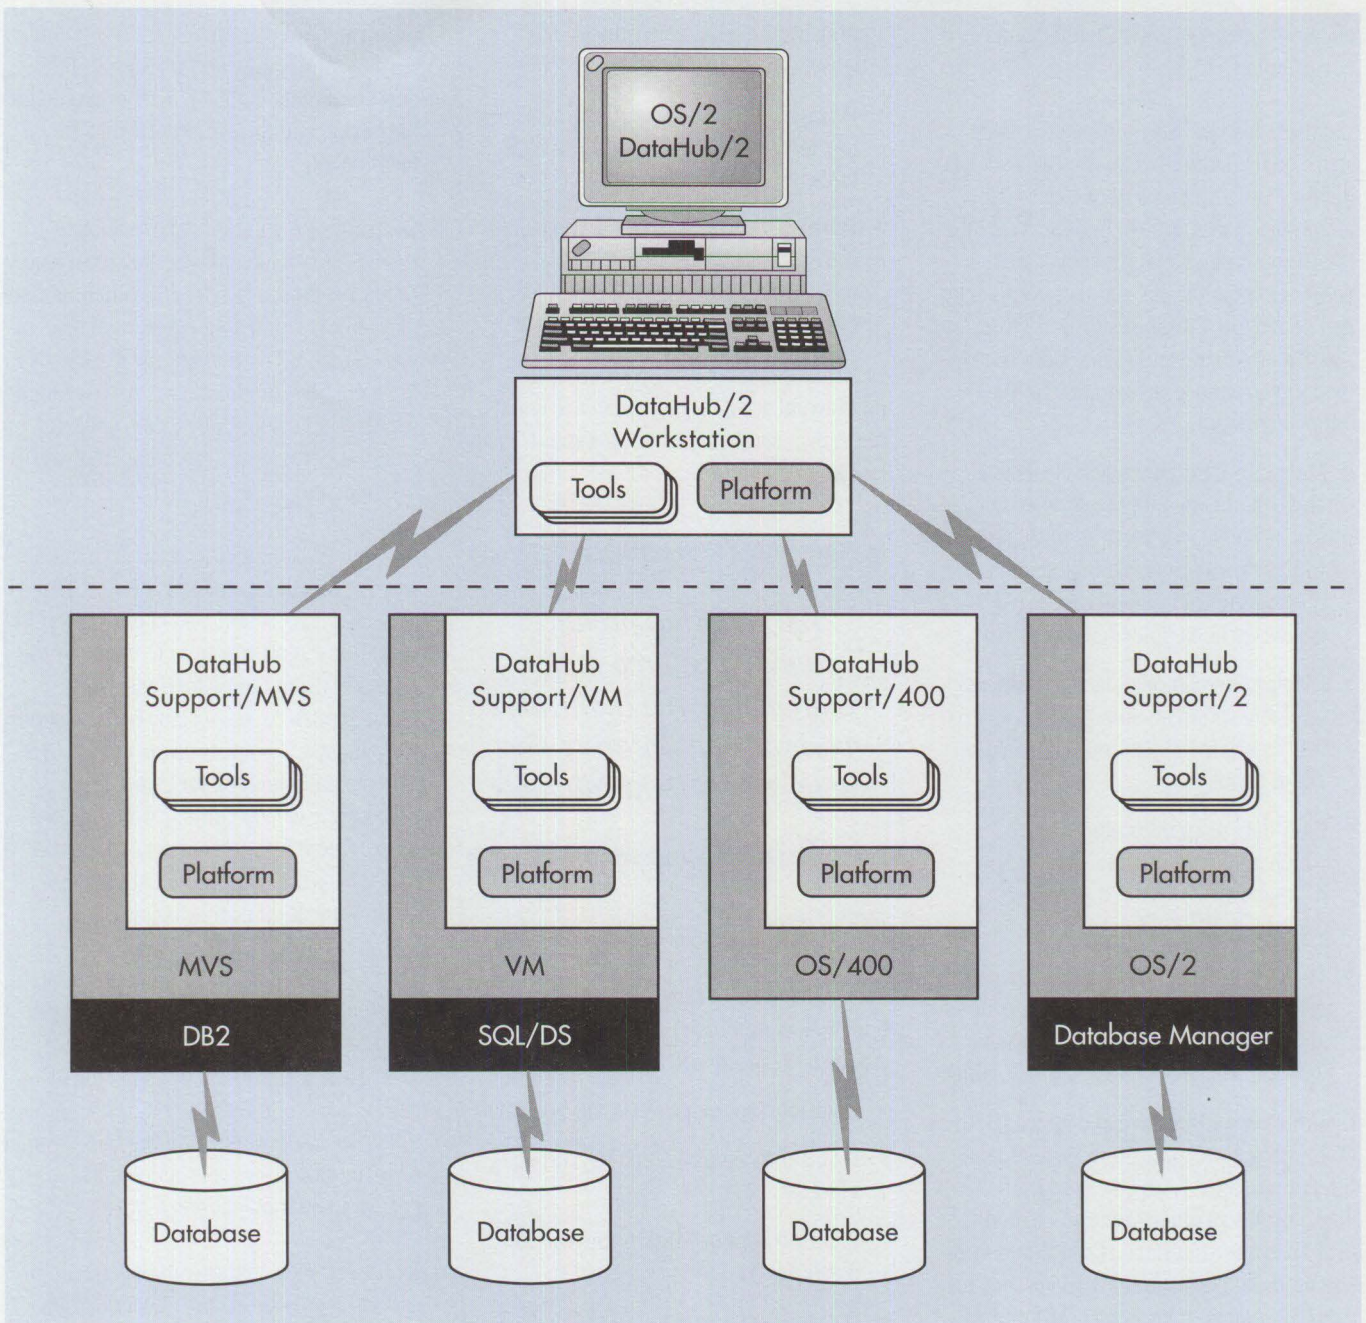 OS/2
DataHub/2
DataHub/2
Workstation
Tools
Platform
DataHub
Support/MVS
Tools
Platform
MVS
DB2
Database
DataHub
Support/VM
Tools
Platform
VM
SQL/DS
Database
DataHub
Support/400
Tools
Platform
OS/400
Database
DataHub
Support/2
Tools
Platform
OS/2
Database Manager
Database